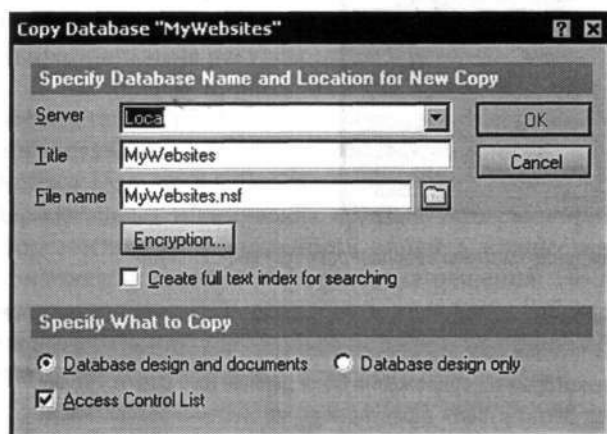 Copy Database "MyWebsites"
Specify Database Name and Location for New Copy
Server Local OK
Title MyWebsites Cancel
File name MyWebsites.nsf
Encryption...
Create full text index for searching
Specify What to Copy
Database design and documents Database design only
Access Control List